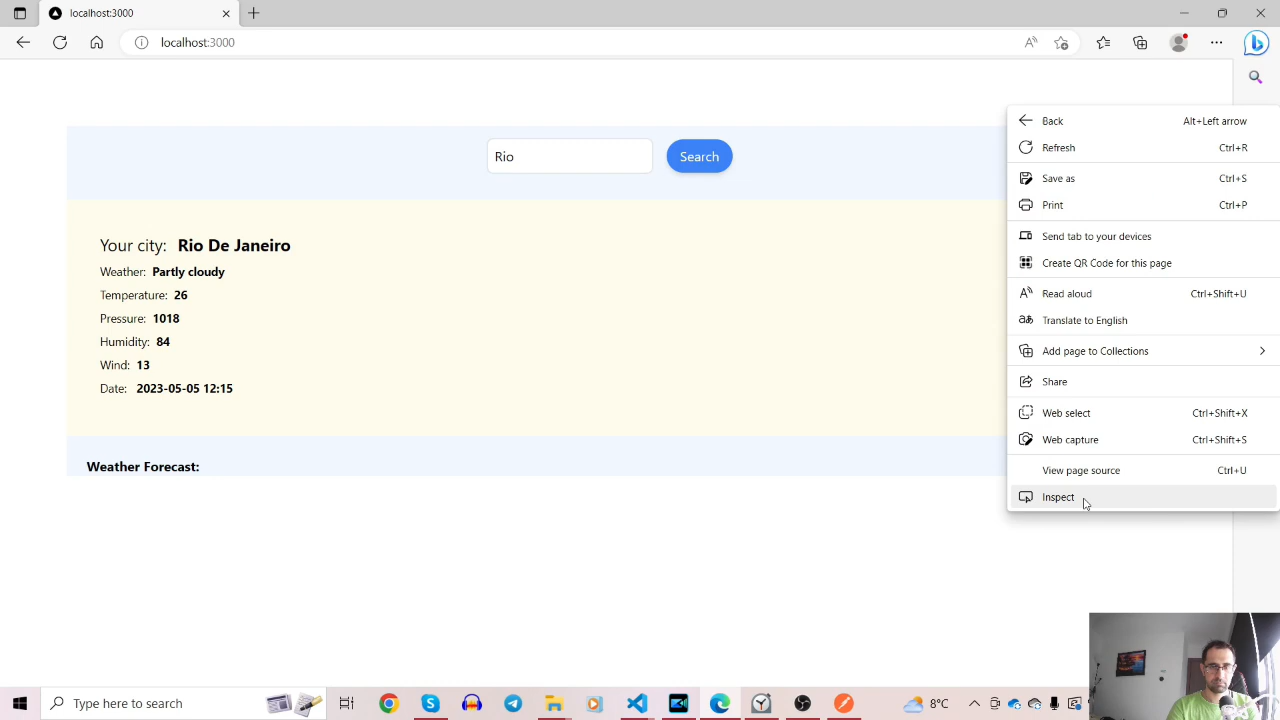 localhost:3000
localhost:3000
Rio
Search
Your city: Rio De Janeiro
Weather: Partly cloudy
Temperature: 26
Pressure: 1018
Humidity: 84
Wind: 13
Date: 2023-05-05 12:15
Weather Forecast:
Back Alt+Left arrow
Refresh Ctrl+R
Save as Ctrl+S
Print Ctrl+P
Send tab to your devices
Create QR Code for this page
Read aloud Ctrl+Shift+U
Translate to English
Add page to Collections
Share
Web select Ctrl+Shift+X
Web capture Ctrl+Shift+S
View page source Ctrl+U
Inspect
Type here to search
8°C